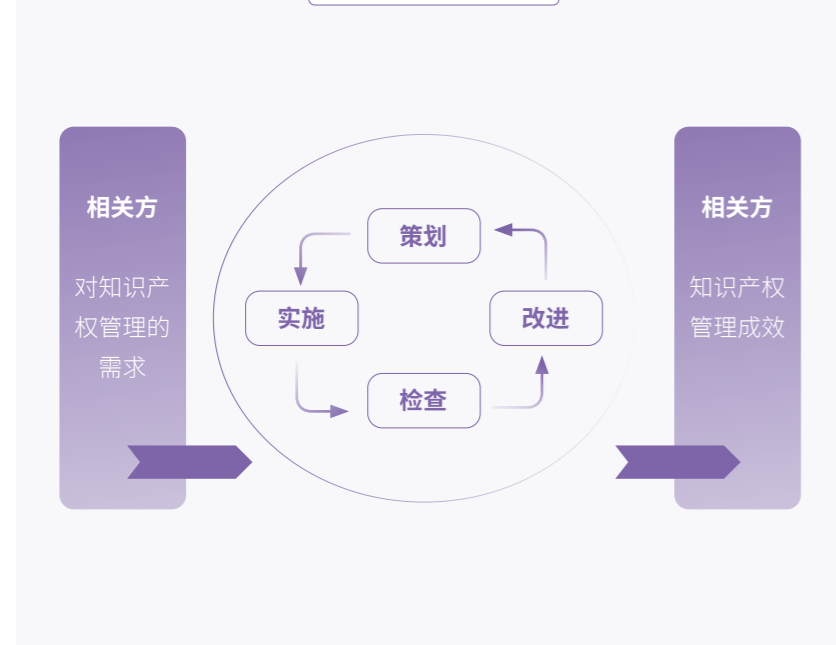 相关方
对知识产
权管理的
需求
策划
实施
改进
检查
相关方
知识产权
管理成效